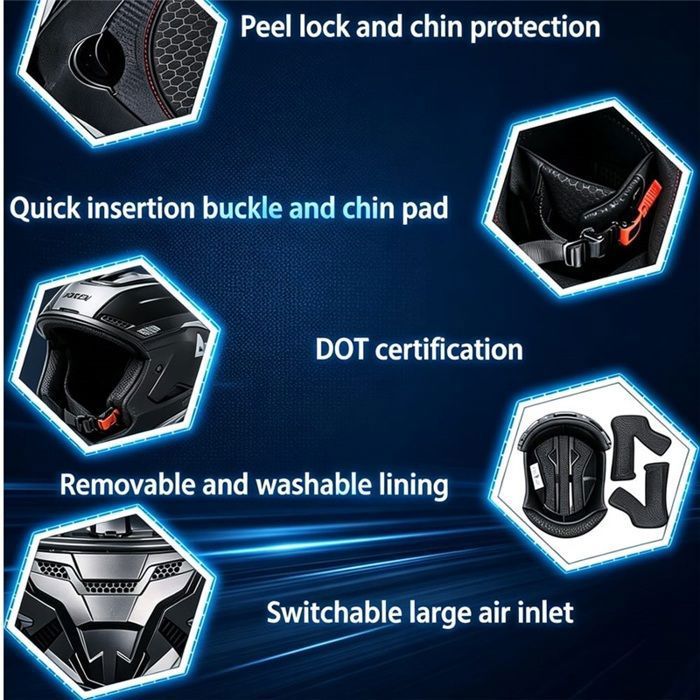 Peel lock and chin protection
Quick insertion buckle and chin pad
DOT certification
Removable and washable lining
Switchable large air inlet